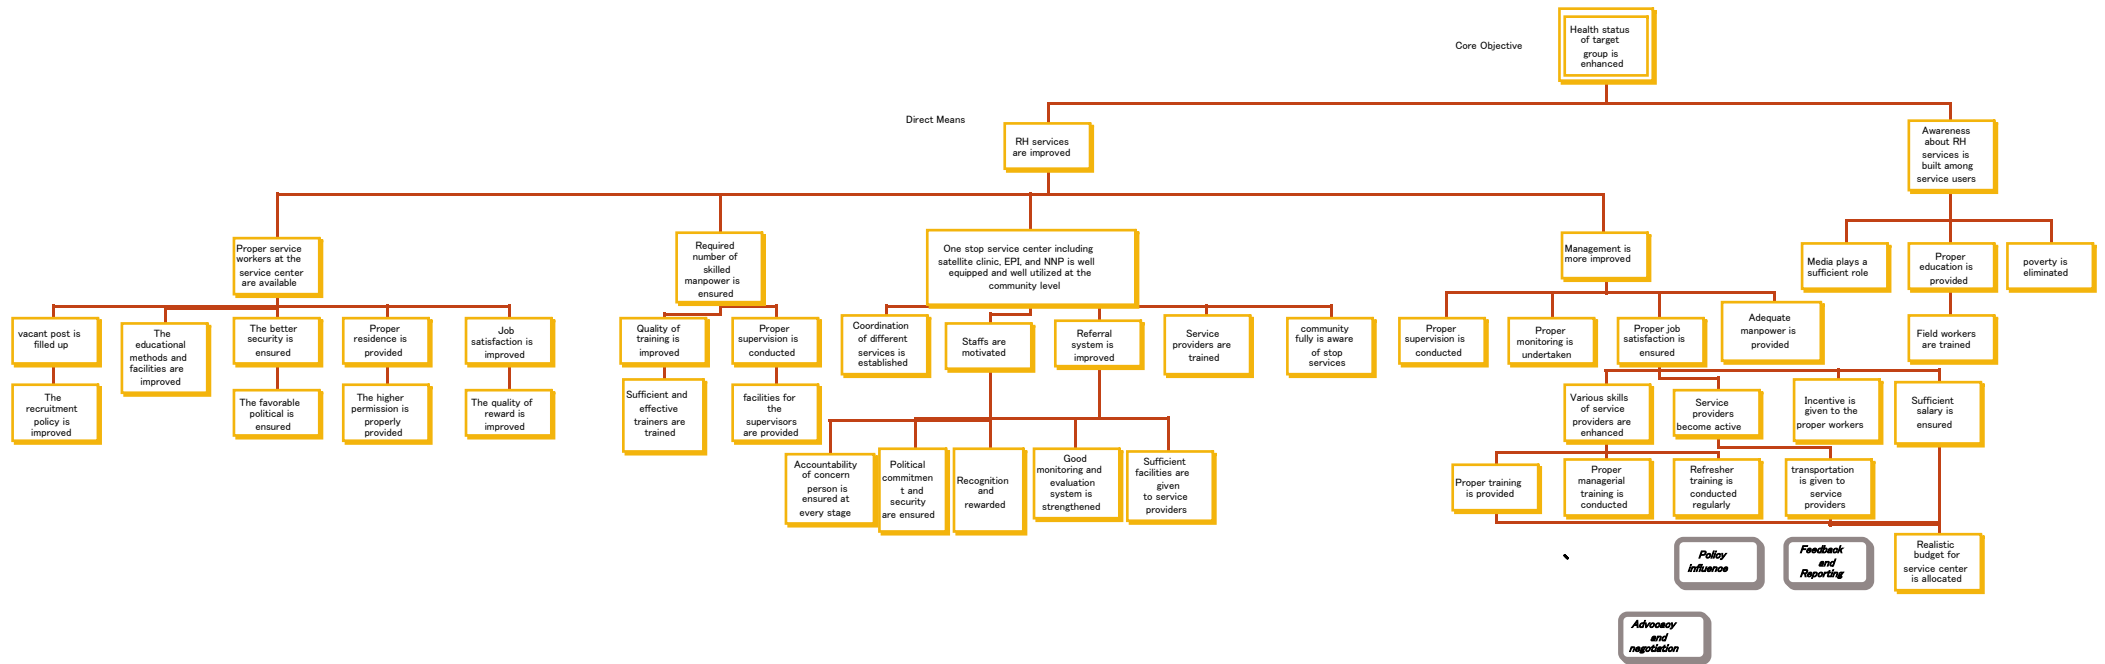 Core Objective
Health status
of target
group is
enhanced
Direct Means
RH services
are improved
Awareness
about RH
services is
built among
service users
Proper service
workers at the
service center
are available
Required
number of
skilled
manpower is
ensured
One stop service center including
satellite clinic, EPI, and NNP is well
equipped and well utilized at the
community level
Management is
more improved
Media plays a
sufficient role
Proper
education is
provided
poverty is
eliminated
vacant post is
filled up
The
educational
methods and
facilities are
improved
The better
security is
ensured
Proper
residence is
provided
Job
satisfaction is
improved
Quality of
training is
improved
Proper
supervision is
conducted
Coordination
of different
services is
established
Staffs are
motivated
Referral
system is
improved
Service
providers are
trained
community
fully is aware
of stop
services
Proper
supervision is
conducted
Proper
monitoring is
undertaken
Proper job
satisfaction is
ensured
Adequate
manpower is
provided
Field workers
are trained
The
recruitment
policy is
improved
The favorable
political is
ensured
The higher
permission is
properly
provided
The quality of
reward is
improved
Sufficient and
effective
trainers are
trained
facilities for
the
supervisors
are provided
Various skills
of service
providers are
enhanced
Service
providers
become active
Incentive is
given to the
proper workers
Sufficient
salary is
ensured
Accountability
of concern
person is
ensured at
every stage
Political
commitmen
t and
security
are ensured
Recognition
and
rewarded
Good
monitoring and
evaluation
system is
strengthened
Sufficient
facilities are
given
to service
providers
Proper training
is provided
Proper
managerial
training is
conducted
Refresher
training is
conducted
regularly
transportation
is given to
service
providers
Policy
influence
Feedback
and
Reporting
Realistic
budget for
service center
is allocated
Advocacy
and
negotiation